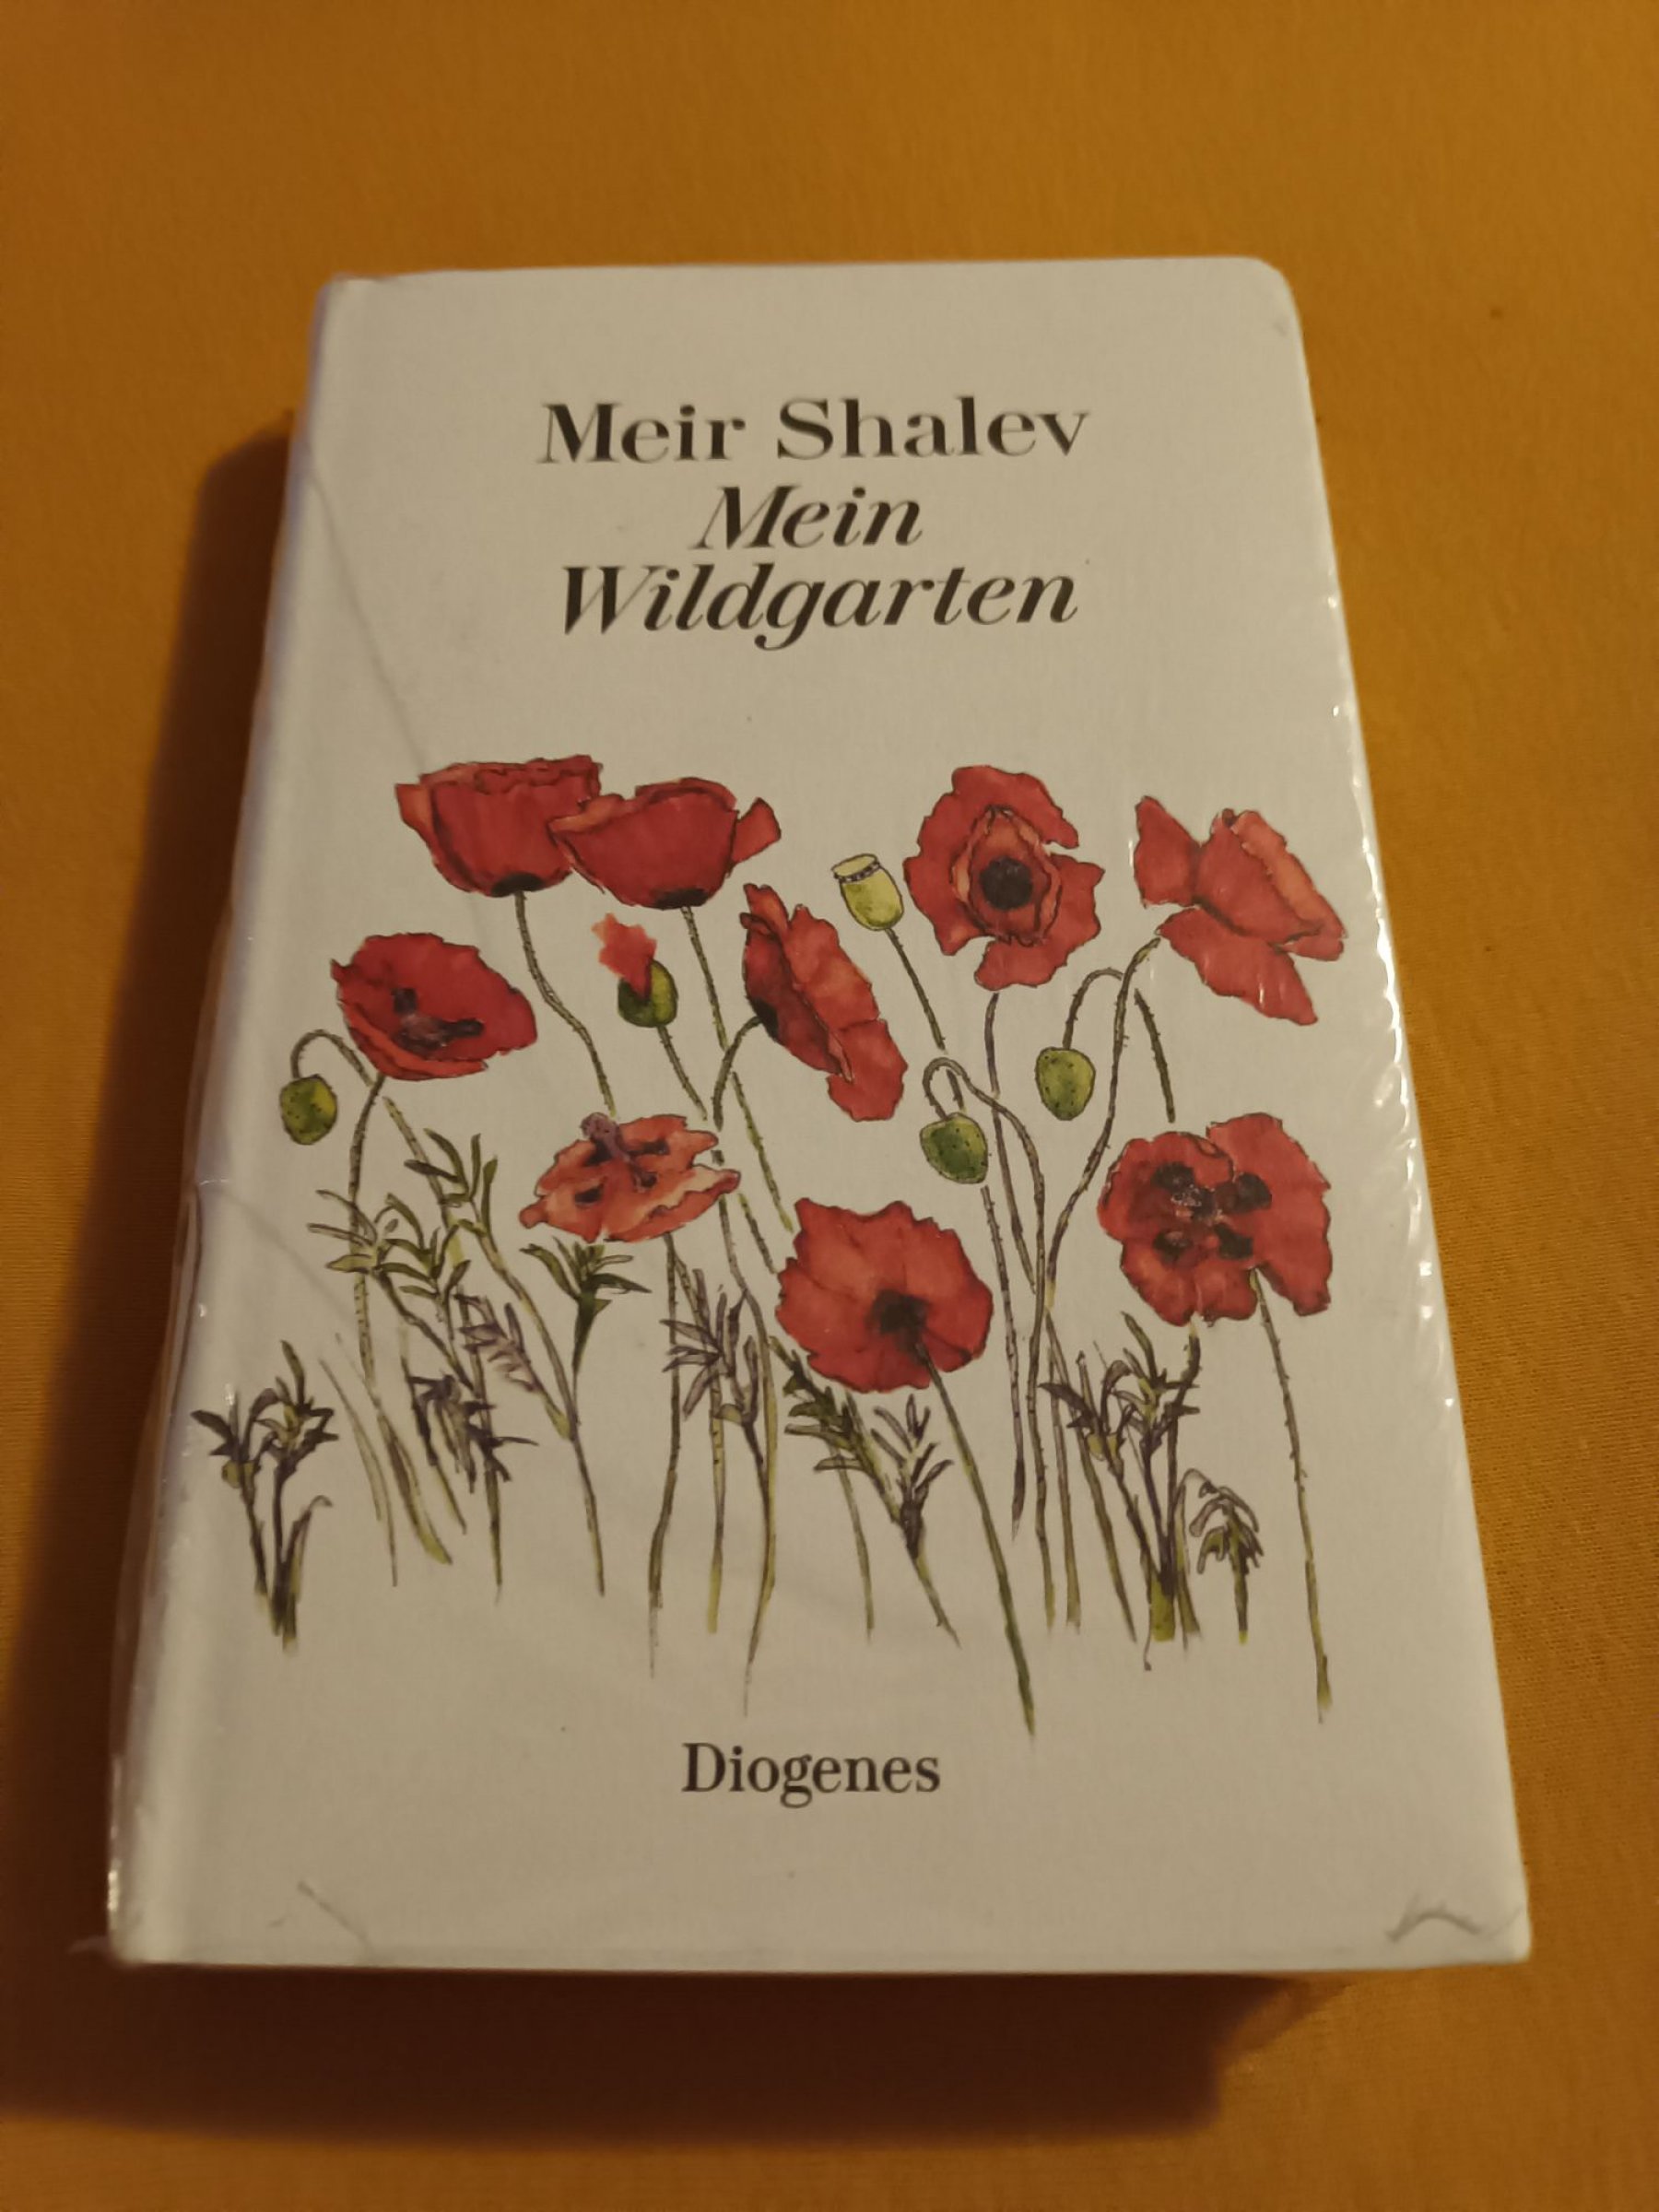 Meir Shalev
Mein
Wildgarten
Diogenes